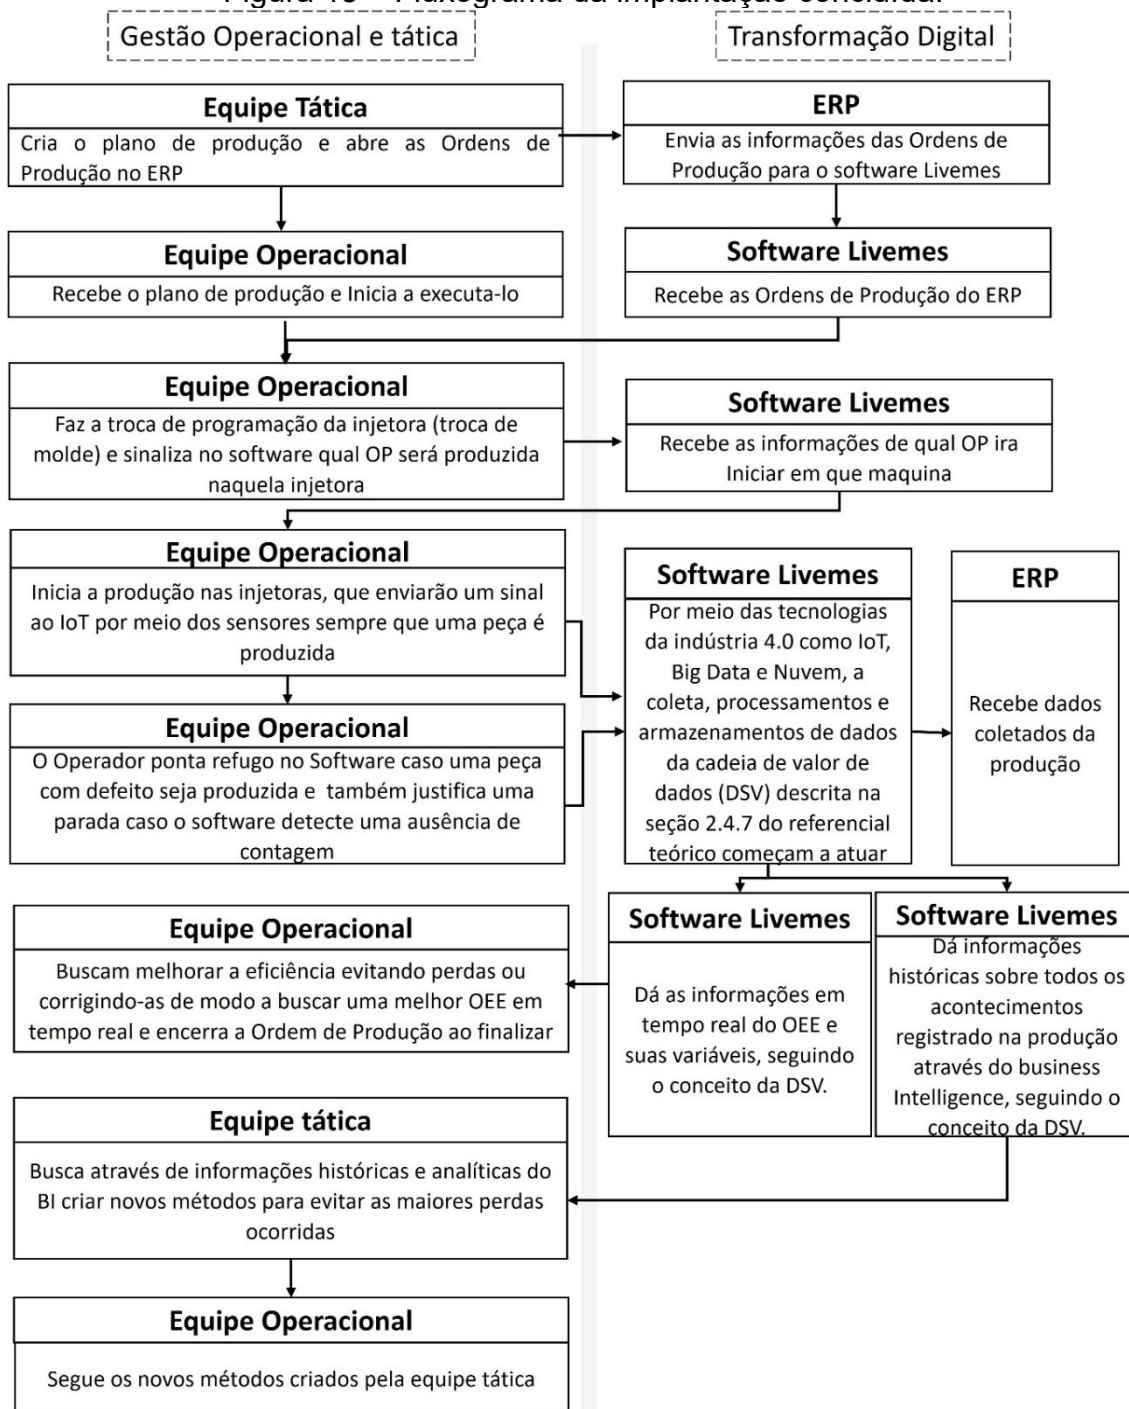 Figura 10 – Fluxograma da implantação concluída.
Gestão Operacional e tática
Transformação Digital
Equipe Tática
Cria o plano de produção e abre as Ordens de
Produção no ERP
ERP
Envia as informações das Ordens de
Produção para o software Livemes
Equipe Operacional
Recebe o plano de produção e Inicia a executa-lo
Software Livemes
Recebe as Ordens de Produção do ERP
Equipe Operacional
Faz a troca de programação da injetora (troca de
molde) e sinaliza no software qual OP será produzida
naquela injetora
Software Livemes
Recebe as informações de qual OP ira
Iniciar em que maquina
Equipe Operacional
Inicia a produção nas injetoras, que enviarão um sinal
ao IoT por meio dos sensores sempre que uma peça é
produzida
Software Livemes
Por meio das tecnologias
da indústria 4.0 como IoT,
Big Data e Nuvem, a
coleta, processamentos e
armazenamentos de dados
da cadeia de valor de
dados (DSV) descrita na
seção 2.4.7 do referencial
teórico começam a atuar
ERP
Recebe dados
coletados da
produção
Equipe Operacional
O Operador ponta refugo no Software caso uma peça
com defeito seja produzida e também justifica uma
parada caso o software detecte uma ausência de
contagem
Equipe Operacional
Buscam melhorar a eficiência evitando perdas ou
corrigindo-as de modo a buscar uma melhor OEE em
tempo real e encerra a Ordem de Produção ao finalizar
Software Livemes
Dá as informações em
tempo real do OEE e
suas variáveis, seguindo
o conceito da DSV.
Software Livemes
Dá informações
históricas sobre todos os
acontecimentos
registrado na produção
através do business
Intelligence, seguindo o
conceito da DSV.
Equipe tática
Busca através de informações históricas e analíticas do
BI criar novos métodos para evitar as maiores perdas
ocorridas
Equipe Operacional
Segue os novos métodos criados pela equipe tática